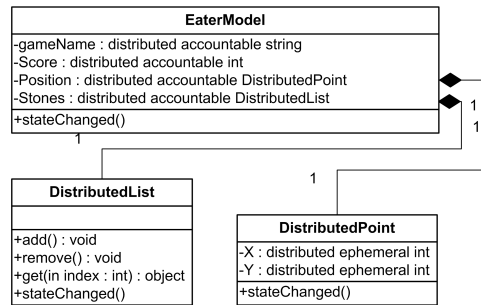 EaterModel
-gameName : distributed accountable string
-Score : distributed accountable int
-Position : distributed accountable DistributedPoint
-Stones : distributed accountable DistributedList
+stateChanged()
1
1
1
1
DistributedList
+add() : void
+remove() : void
+get(in index : int) : object
+stateChanged()
DistributedPoint
-X : distributed ephemeral int
-Y : distributed ephemeral int
+stateChanged()